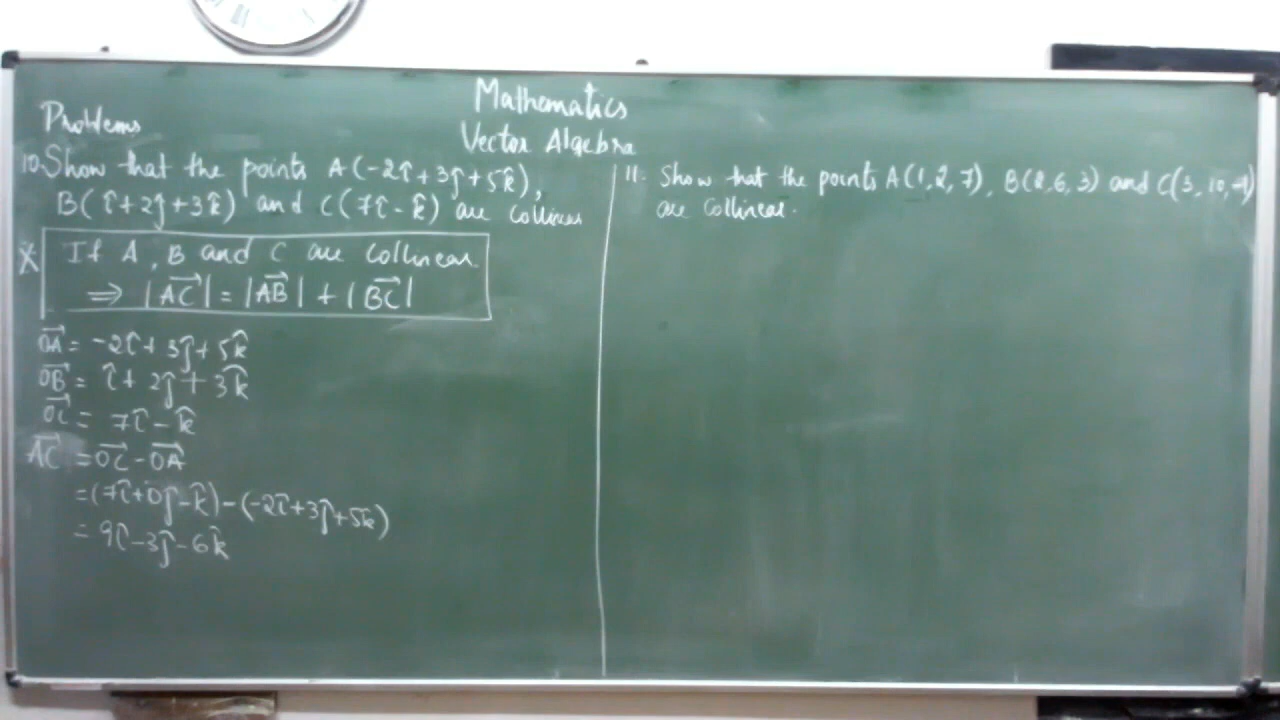 Mathematics
Vector Algebra
Problems
10. Show that the points A(-2î+3ĵ+5k̂),
B(î+2ĵ+3k̂) and C(7î-k̂) are collinear
* If A, B and C are collinear
⇒ |AC⃗| = |AB⃗| + |BC⃗|
OA⃗ = -2î+3ĵ+5k̂
OB⃗ = î+2ĵ+3k̂
OC⃗ = 7î-k̂
AC⃗ = OC⃗-OA⃗
=(7î+0ĵ-k̂)-(-2î+3ĵ+5k̂)
= 9î-3ĵ-6k̂
11. Show that the points A(1,2,7), B(2,6,3) and C(3,10,-1)
are collinear.